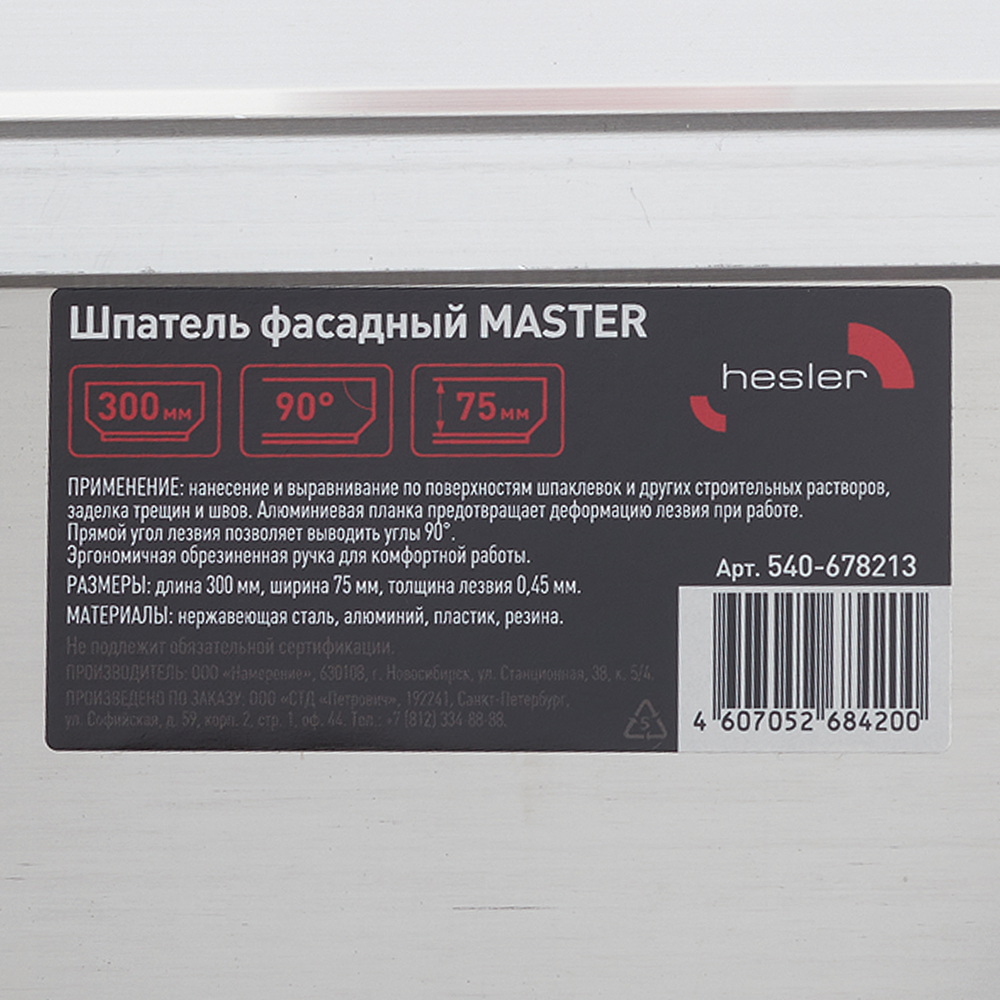 Шпатель фасадный MASTER
hesler
300 мм
90°
75 мм
ПРИМЕНЕНИЕ: нанесение и выравнивание по поверхностям шпаклевок и других строительных растворов,
заделка трещин и швов. Алюминиевая планка предотвращает деформацию лезвия при работе.
Прямой угол лезвия позволяет выводить углы 90°.
Эргономичная обрезиненная ручка для комфортной работы.
РАЗМЕРЫ: длина 300 мм, ширина 75 мм, толщина лезвия 0,45 мм.
МАТЕРИАЛЫ: нержавеющая сталь, алюминий, пластик, резина.
Не подлежит обязательной сертификации.
ПРОИЗВОДИТЕЛЬ: ООО «Намерение», 630108, г. Новосибирск, ул. Станционная, 38, к. 5/4.
ПРОИЗВЕДЕНО ПО ЗАКАЗУ: ООО «СТД «Петрович», 192241, Санкт-Петербург,
ул. Софийская, д. 59, корп. 2, стр. 1, оф. 44. Тел.: +7 (812) 334 88-88.
5
Арт. 540-678213
4 607052 684200